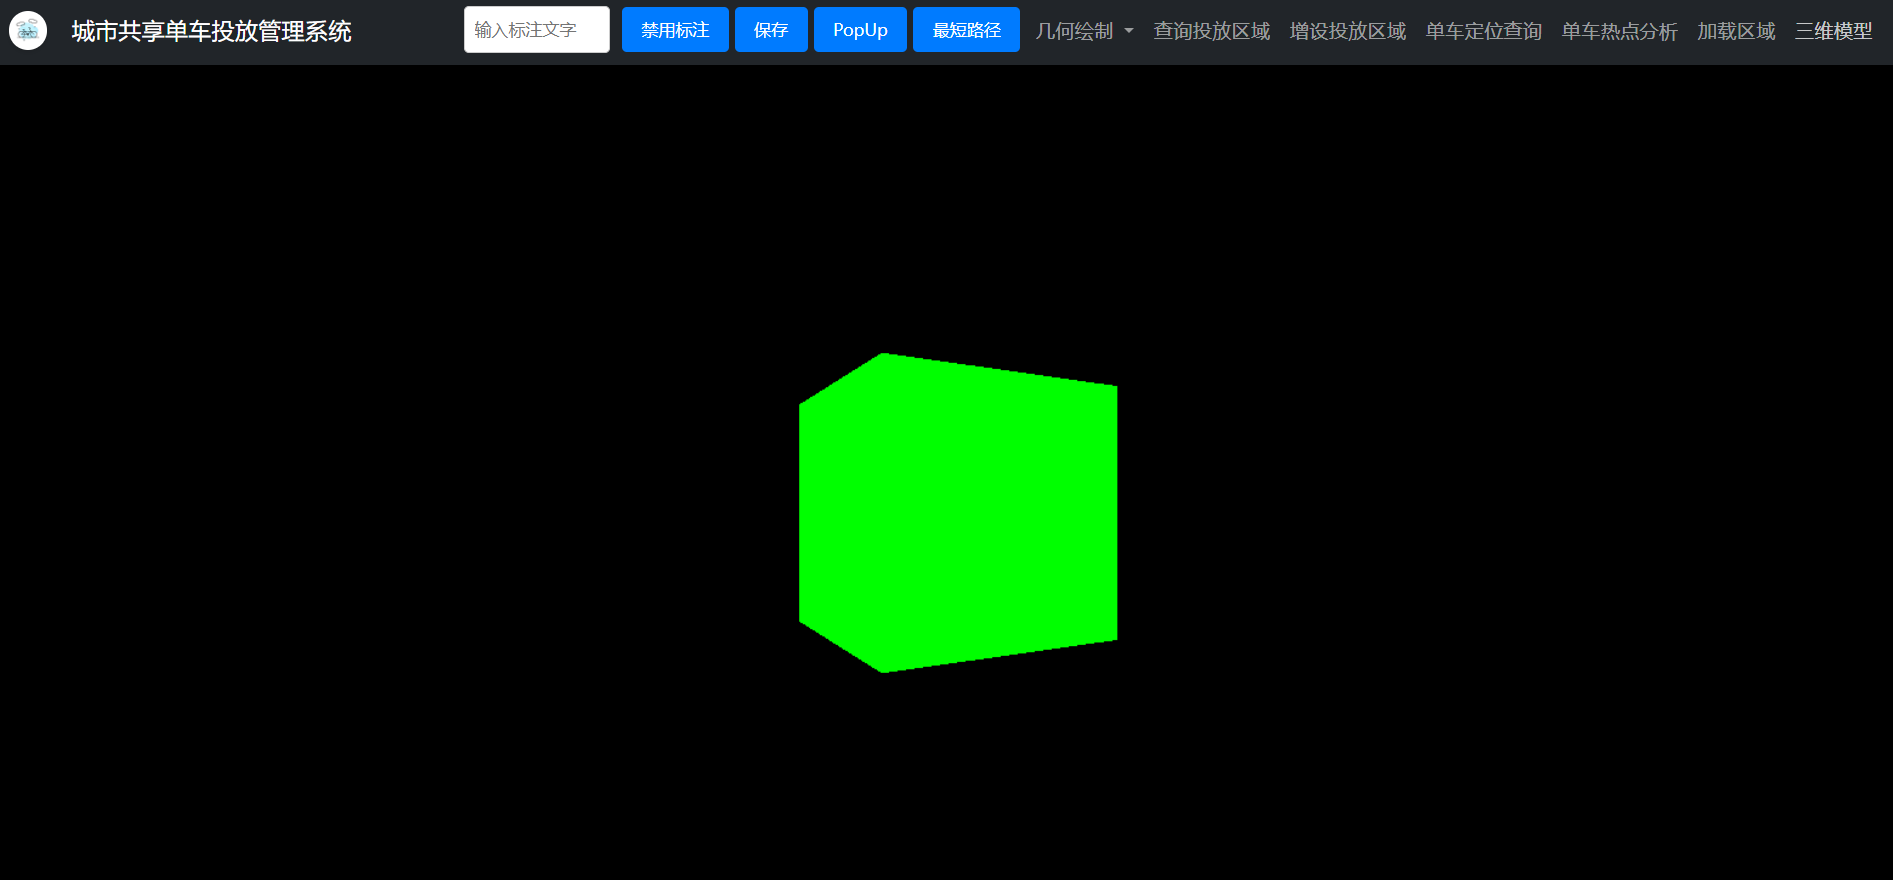 城市共享单车投放管理系统
输入标注文字
禁用标注
保存
PopUp
最短路径
几何绘制
查询投放区域
增设投放区域
单车定位查询
单车热点分析
加载区域
三维模型